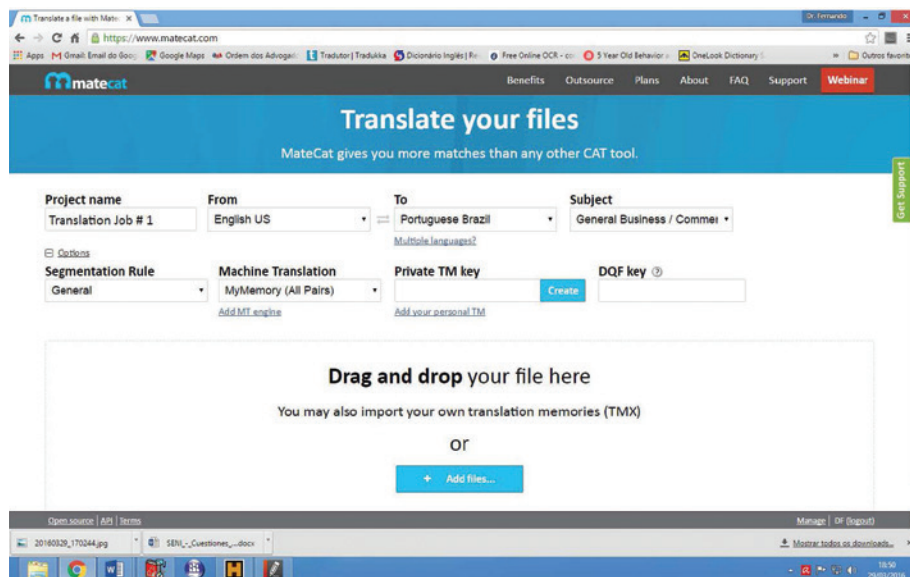 Translate a file with Mate
Dr. Fernando
https://www.matecat.com
Apps Gmail: Email do Goog Google Maps Ordem dos Advogad Tradutor | Tradukka Dicionário Inglês | Re Free Online OCR - co 5 Year Old Behavior OneLook Dictionary S » Outros favorit
matecat Benefits Outsource Plans About FAQ Support Webinar
Translate your files
MateCat gives you more matches than any other CAT tool.
Get Support
Project name From To Subject
Translation Job # 1 English US Portuguese Brazil General Business / Commer
Multiple languages?
Options
Segmentation Rule Machine Translation Private TM key DQF key
General MyMemory (All Pairs) Create
Add MT engine Add your personal TM
Drag and drop your file here
You may also import your own translation memories (TMX)
or
+ Add files...
Open source | API | Terms Manage | DF (logout)
20160329_170244.jpg SENI_-_Cuestiones_....docx Mostrar todos os downloads...
18:50
29/03/2016